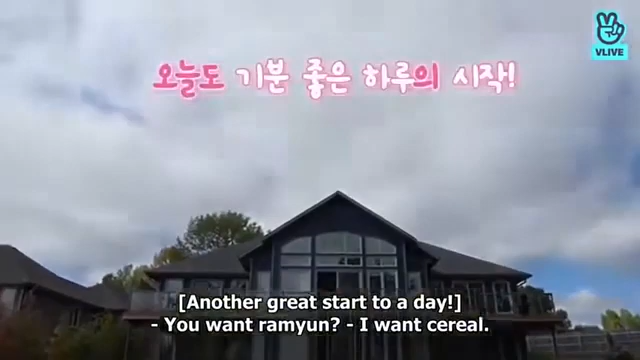 VLIVE
오늘도 기분 좋은 하루의 시작!
[Another great start to a day!]
- You want ramyun? - I want cereal.